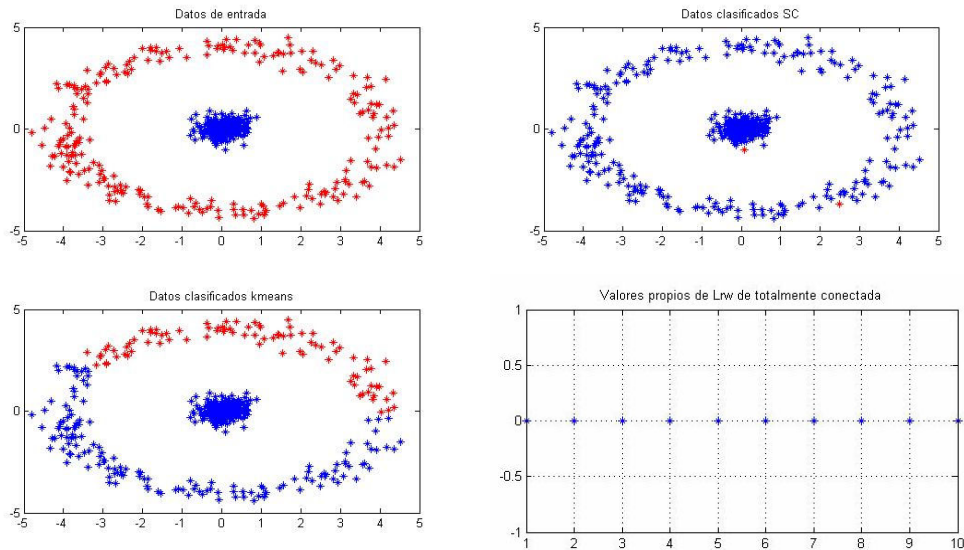 Datos de entrada
5
0
-5
-5 -4 -3 -2 -1 0 1 2 3 4 5
Datos clasificados SC
5
0
-5
-5 -4 -3 -2 -1 0 1 2 3 4 5
Datos clasificados kmeans
5
0
-5
-5 -4 -3 -2 -1 0 1 2 3 4 5
Valores propios de Lrw de totalmente conectada
1
0.5
0
-0.5
-1
1 2 3 4 5 6 7 8 9 10